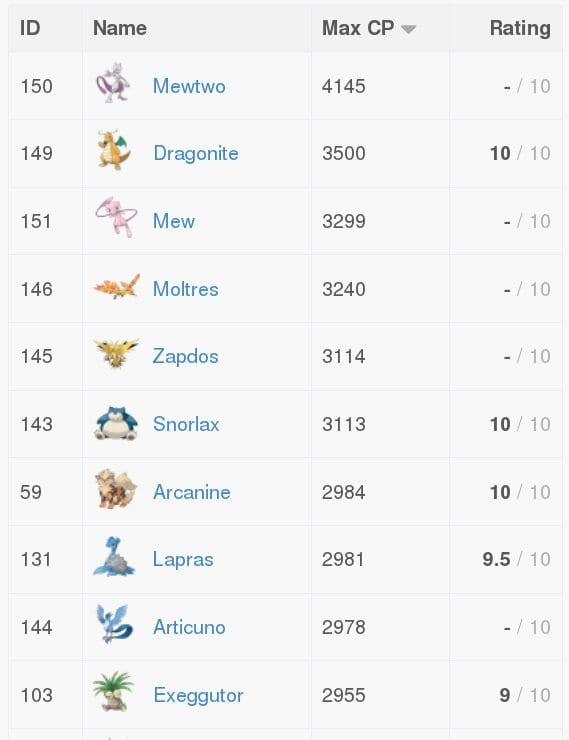 ID Name Max CP Rating
150 Mewtwo 4145 - / 10
149 Dragonite 3500 10 / 10
151 Mew 3299 - / 10
146 Moltres 3240 - / 10
145 Zapdos 3114 - / 10
143 Snorlax 3113 10 / 10
59 Arcanine 2984 10 / 10
131 Lapras 2981 9.5 / 10
144 Articuno 2978 - / 10
103 Exeggutor 2955 9 / 10